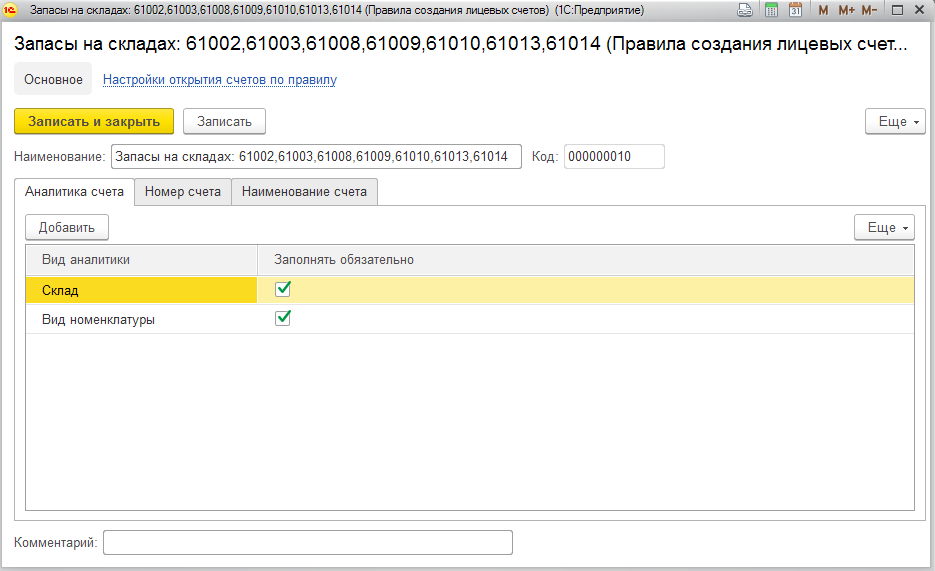 1С Запасы на складах: 61002,61003,61008,61009,61010,61013,61014 (Правила создания лицевых счетов) (1С:Предприятие) 31 M M+ M-
Запасы на складах: 61002,61003,61008,61009,61010,61013,61014 (Правила создания лицевых счет...
Основное Настройки открытия счетов по правилу
Записать и закрыть Записать Еще
Наименование: Запасы на складах: 61002,61003,61008,61009,61010,61013,61014 Код: 000000010
Аналитика счета Номер счета Наименование счета
Добавить Еще
Вид аналитики Заполнять обязательно
Склад
Вид номенклатуры
Комментарий: